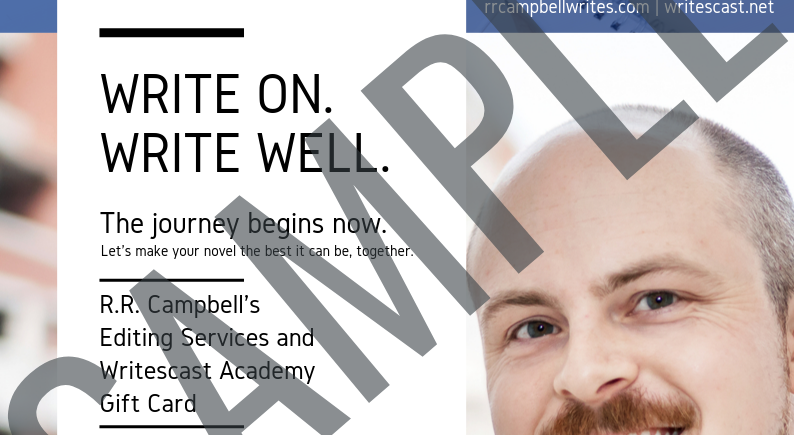 rrcampbellwrites.com | writescast.net
WRITE ON.
WRITE WELL.
The journey begins now.
Let's make your novel the best it can be, together.
R.R. Campbell's
Editing Services and
Writescast Academy
Gift Card
SAMPLE